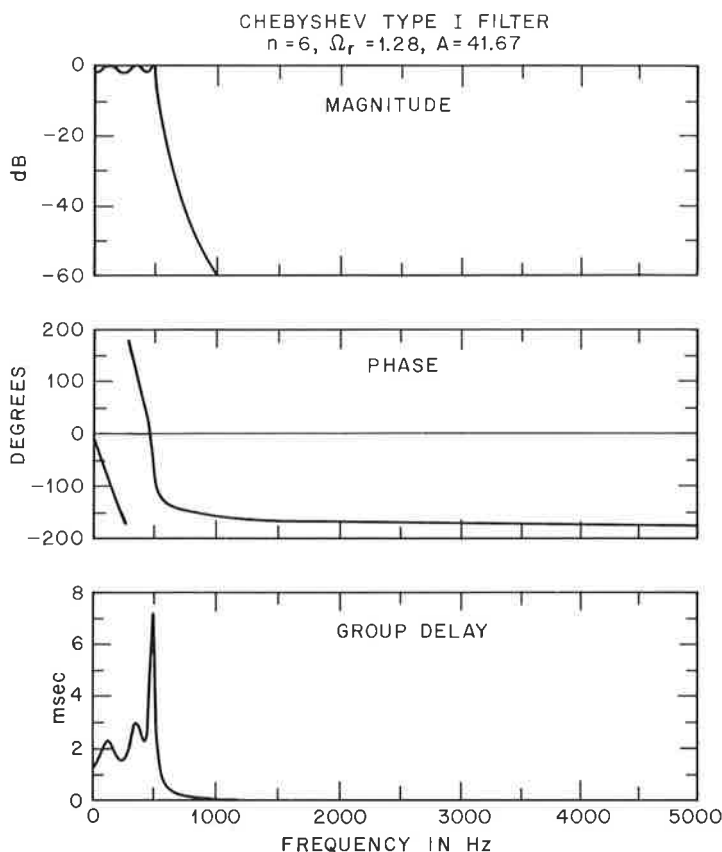 CHEBYSHEV TYPE I FILTER
n=6, Ωr =1.28, A=41.67
MAGNITUDE
dB
0
-20
-40
-60
PHASE
DEGREES
200
100
0
-100
-200
GROUP DELAY
msec
8
6
4
2
0
0 1000 2000 3000 4000 5000
FREQUENCY IN Hz